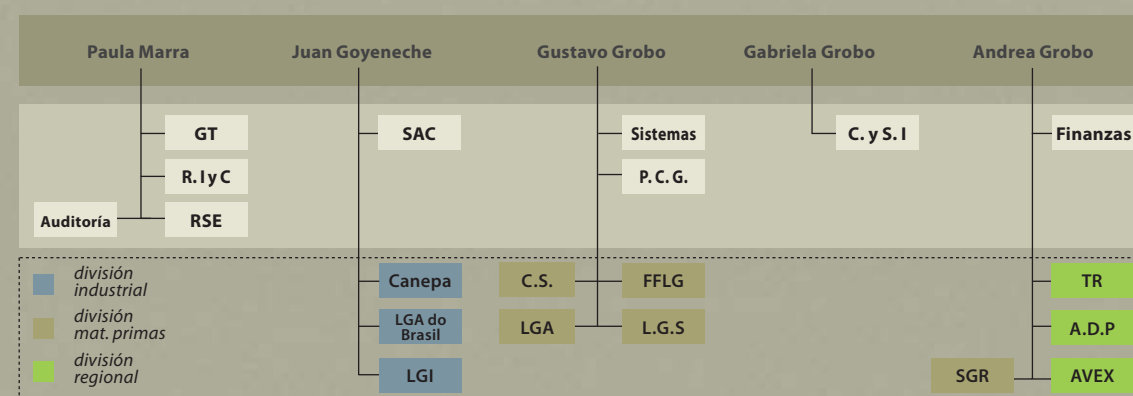 Paula Marra
Juan Goyeneche
Gustavo Grobo
Gabriela Grobo
Andrea Grobo
GT
SAC
Sistemas
C. y S. I
Finanzas
R. I y C
P. C. G.
Auditoría
RSE
división
industrial
división
mat. primas
división
regional
Canepa
C.S.
FFLG
TR
LGA do
Brasil
LGA
L.G.S
A.D.P
LGI
SGR
AVEX